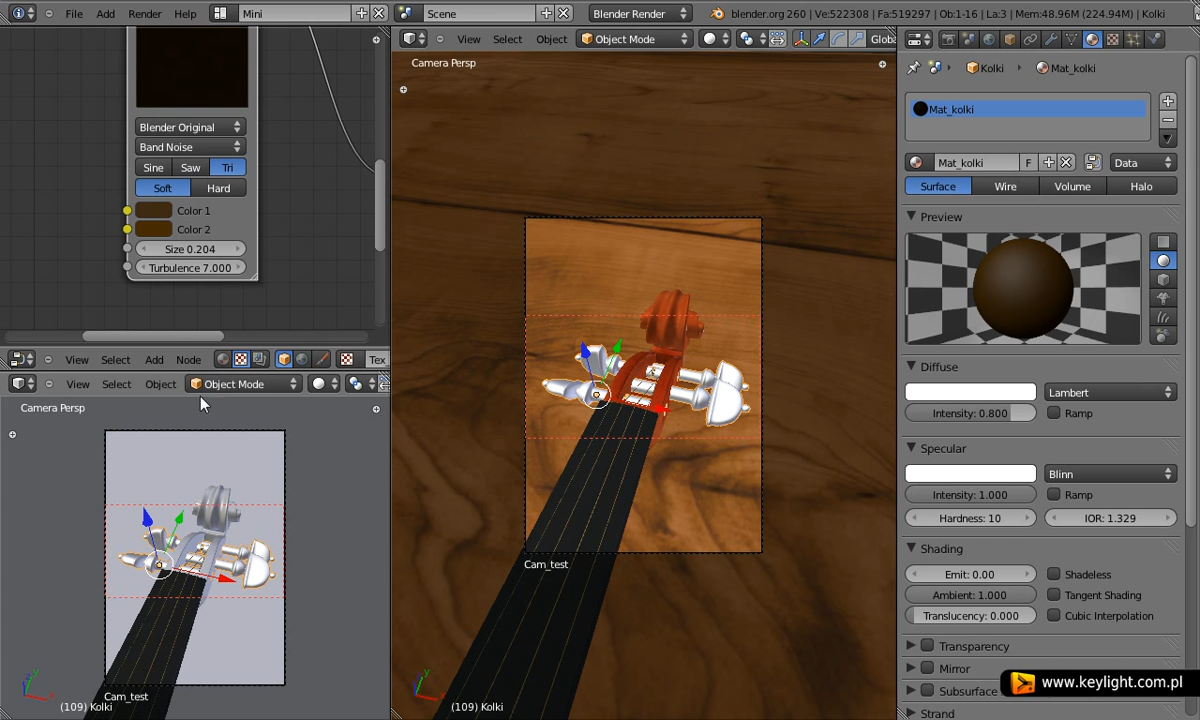 File Add Render Help Mini Scene Blender Render blender.org 260 | Ve:522308 | Fa:519297 | Ob:1-16 | La:3 | Mem:48.96M (224.94M) | Kolki
View Select Object Object Mode Globa
Camera Persp
Kolki Mat_kolki
Mat_kolki
Blender Original
Band Noise
Sine Saw Tri
Soft Hard
Color 1
Color 2
Size 0.204
Turbulence 7.000
Mat_kolki F Data
Surface Wire Volume Halo
Preview
View Select Add Node Tex
View Select Object Object Mode
Camera Persp
Cam_test
(109) Kolki
Cam_test
(109) Kolki
Diffuse
Lambert
Intensity: 0.800 Ramp
Specular
Blinn
Intensity: 1.000 Ramp
Hardness: 10 IOR: 1.329
Shading
Emit: 0.00 Shadeless
Ambient: 1.000 Tangent Shading
Translucency: 0.000 Cubic Interpolation
Transparency
Mirror
Subsurface
Strand
www.keylight.com.pl